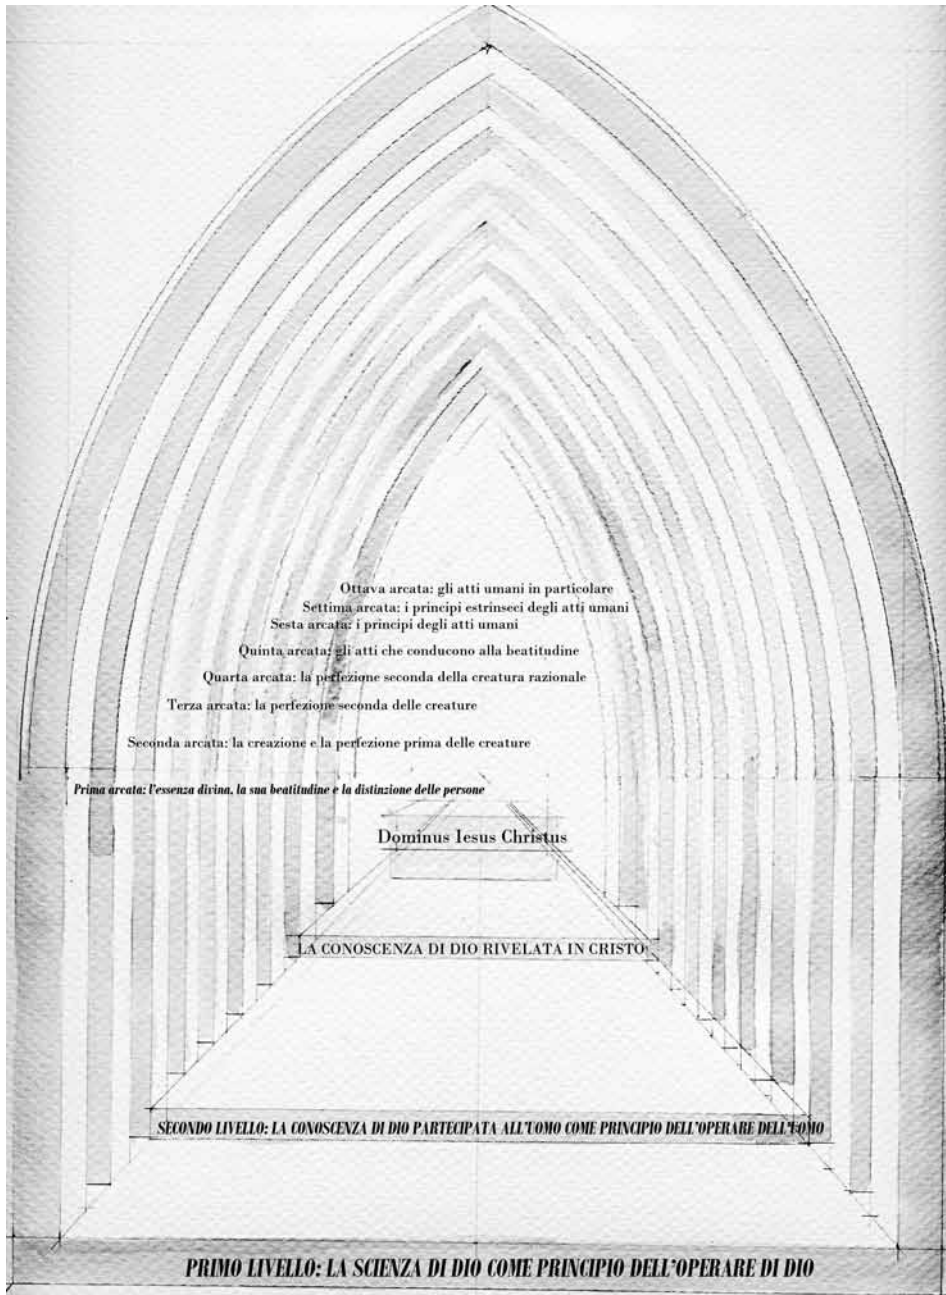 Ottava arcata: gli atti umani in particolare
Settima arcata: i principi estrinseci degli atti umani
Sesta arcata: i principi degli atti umani
Quinta arcata: gli atti che conducono alla beatitudine
Quarta arcata: la perfezione seconda della creatura razionale
Terza arcata: la perfezione seconda delle creature
Seconda arcata: la creazione e la perfezione prima delle creature
Prima arcata: l'essenza divina, la sua beatitudine e la distinzione delle persone
Dominus Iesus Christus
LA CONOSCENZA DI DIO RIVELATA IN CRISTO
SECONDO LIVELLO: LA CONOSCENZA DI DIO PARTECIPATA ALL'UOMO COME PRINCIPIO DELL'OPERARE DELL'UOMO
PRIMO LIVELLO: LA SCIENZA DI DIO COME PRINCIPIO DELL'OPERARE DI DIO